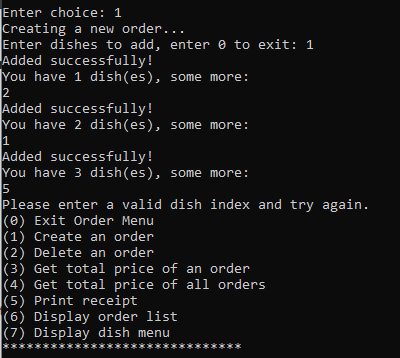 Enter choice: 1
Creating a new order...
Enter dishes to add, enter 0 to exit: 1
Added successfully!
You have 1 dish(es), some more:
2
Added successfully!
You have 2 dish(es), some more:
1
Added successfully!
You have 3 dish(es), some more:
5
Please enter a valid dish index and try again.
(0) Exit Order Menu
(1) Create an order
(2) Delete an order
(3) Get total price of an order
(4) Get total price of all orders
(5) Print receipt
(6) Display order list
(7) Display dish menu
******************************